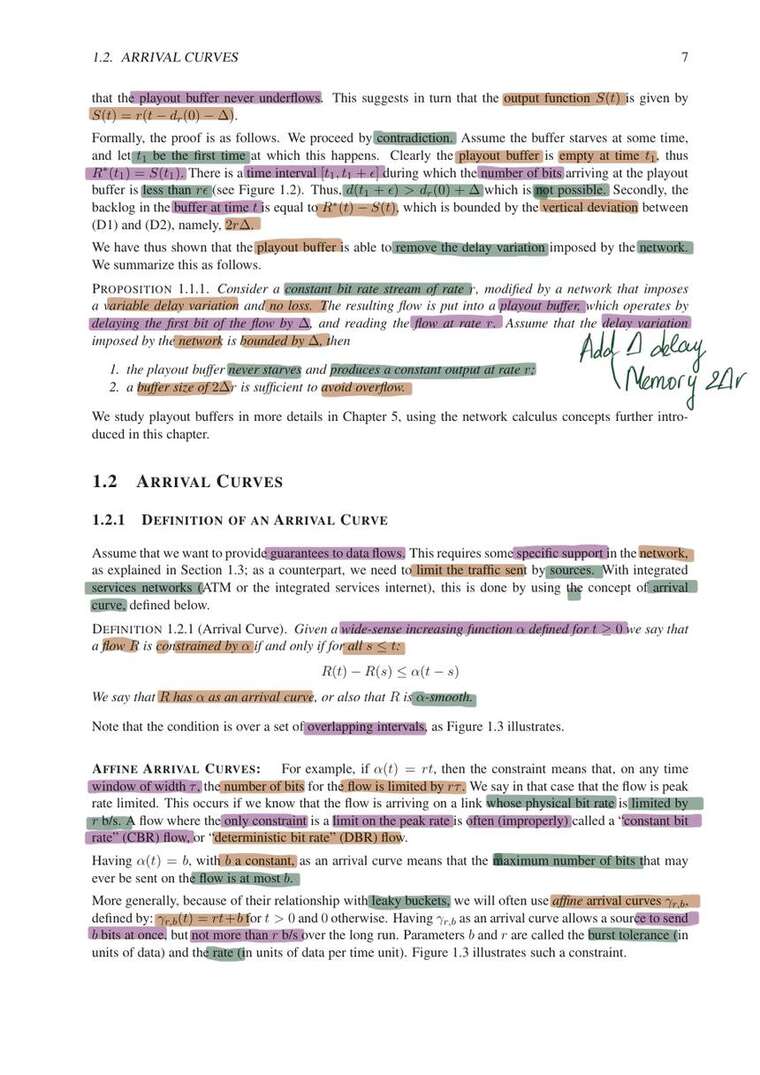 1.2. ARRIVAL CURVES 7
that the playout buffer never underflows. This suggests in turn that the output function S(t) is given by
S(t) = r(t − d_r(0) − Δ).
Formally, the proof is as follows. We proceed by contradiction. Assume the buffer starves at some time,
and let t₁ be the first time at which this happens. Clearly the playout buffer is empty at time t₁, thus
R*(t₁) = S(t₁). There is a time interval [t₁, t₁ + ϵ] during which the number of bits arriving at the playout
buffer is less than rϵ (see Figure 1.2). Thus, d(t₁ + ϵ) > d_r(0) + Δ which is not possible. Secondly, the
backlog in the buffer at time t is equal to R*(t) − S(t), which is bounded by the vertical deviation between
(D1) and (D2), namely, 2rΔ.
We have thus shown that the playout buffer is able to remove the delay variation imposed by the network.
We summarize this as follows.
PROPOSITION 1.1.1. Consider a constant bit rate stream of rate r, modified by a network that imposes
a variable delay variation and no loss. The resulting flow is put into a playout buffer, which operates by
delaying the first bit of the flow by Δ, and reading the flow at rate r. Assume that the delay variation
imposed by the network is bounded by Δ, then
Add Δ delay
1. the playout buffer never starves and produces a constant output at rate r;
Memory 2Δr
2. a buffer size of 2Δr is sufficient to avoid overflow.
We study playout buffers in more details in Chapter 5, using the network calculus concepts further intro-
duced in this chapter.
1.2 ARRIVAL CURVES
1.2.1 DEFINITION OF AN ARRIVAL CURVE
Assume that we want to provide guarantees to data flows. This requires some specific support in the network,
as explained in Section 1.3; as a counterpart, we need to limit the traffic sent by sources. With integrated
services networks (ATM or the integrated services internet), this is done by using the concept of arrival
curve, defined below.
DEFINITION 1.2.1 (Arrival Curve). Given a wide-sense increasing function α defined for t ≥ 0 we say that
a flow R is constrained by α if and only if for all s ≤ t:
R(t) − R(s) ≤ α(t − s)
We say that R has α as an arrival curve, or also that R is α-smooth.
Note that the condition is over a set of overlapping intervals, as Figure 1.3 illustrates.
AFFINE ARRIVAL CURVES: For example, if α(t) = rt, then the constraint means that, on any time
window of width τ, the number of bits for the flow is limited by rτ. We say in that case that the flow is peak
rate limited. This occurs if we know that the flow is arriving on a link whose physical bit rate is limited by
r b/s. A flow where the only constraint is a limit on the peak rate is often (improperly) called a "constant bit
rate" (CBR) flow, or "deterministic bit rate" (DBR) flow.
Having α(t) = b, with b a constant, as an arrival curve means that the maximum number of bits that may
ever be sent on the flow is at most b.
More generally, because of their relationship with leaky buckets, we will often use affine arrival curves γ_{r,b},
defined by: γ_{r,b}(t) = rt+b for t > 0 and 0 otherwise. Having γ_{r,b} as an arrival curve allows a source to send
b bits at once, but not more than r b/s over the long run. Parameters b and r are called the burst tolerance (in
units of data) and the rate (in units of data per time unit). Figure 1.3 illustrates such a constraint.